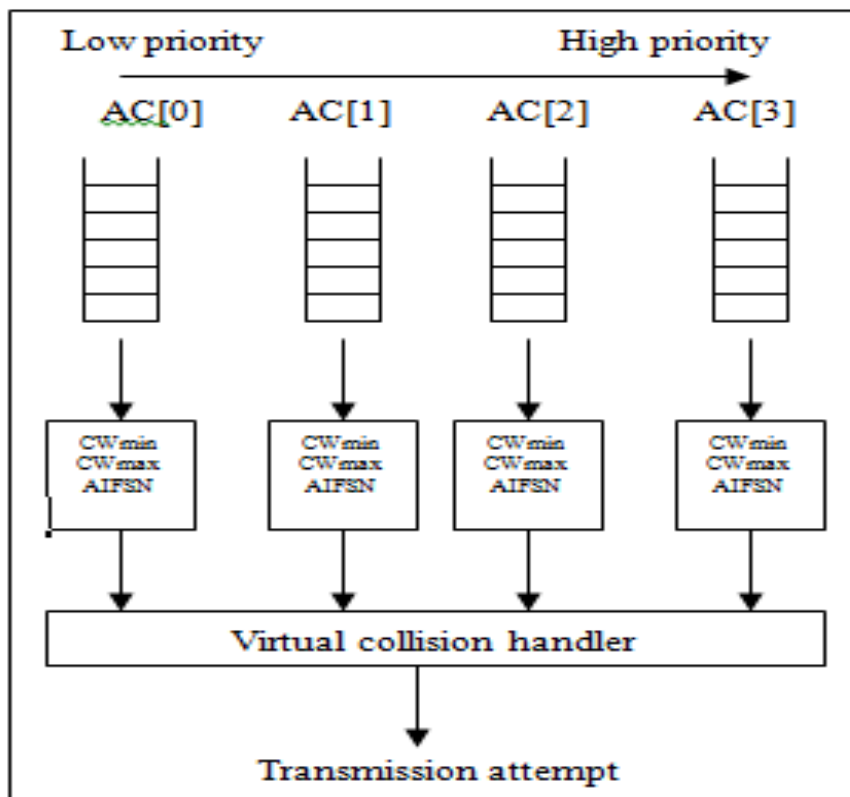 Low priority High priority
AC[0] AC[1] AC[2] AC[3]
CWmin CWmin CWmin CWmin
CWmax CWmax CWmax CWmax
AIFSN AIFSN AIFSN AIFSN
Virtual collision handler
Transmission attempt